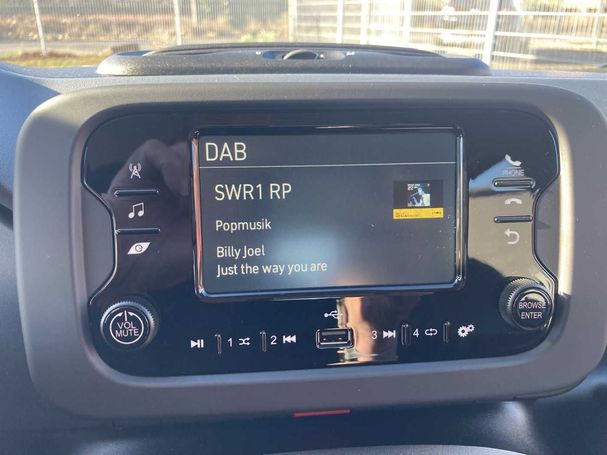 DAB
SWR1 RP
Popmusik
Billy Joel
Just the way you are
PHONE
VOL
MUTE
BROWSE
ENTER
1
2
3
4